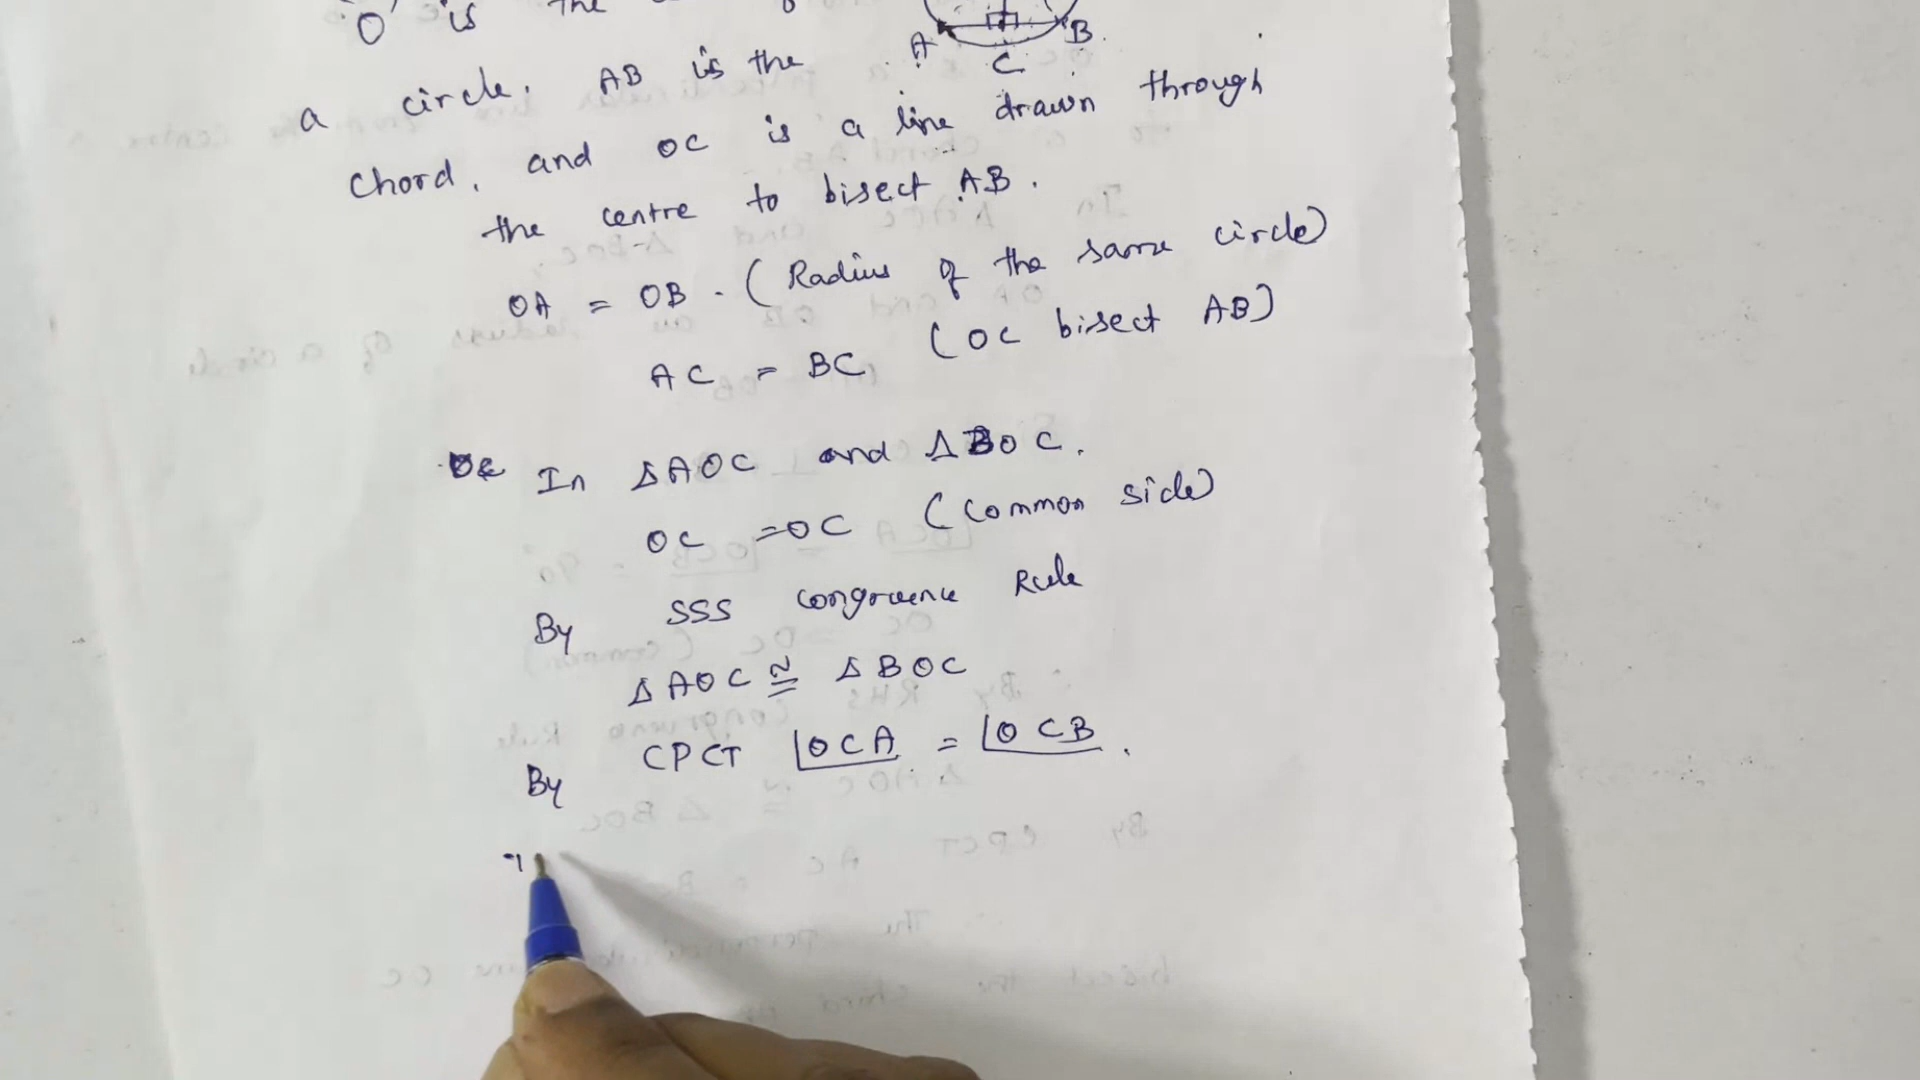 'O' is the
A B
C
a circle. AB is the
chord, and OC is a line drawn through
the centre to bisect AB.
OA = OB. (Radius of the same circle)
AC = BC (OC bisect AB)
In ΔAOC and ΔBOC.
OC = OC (Common side)
By SSS congruence Rule
ΔAOC ≅ ΔBOC
By CPCT ∠OCA = ∠OCB.